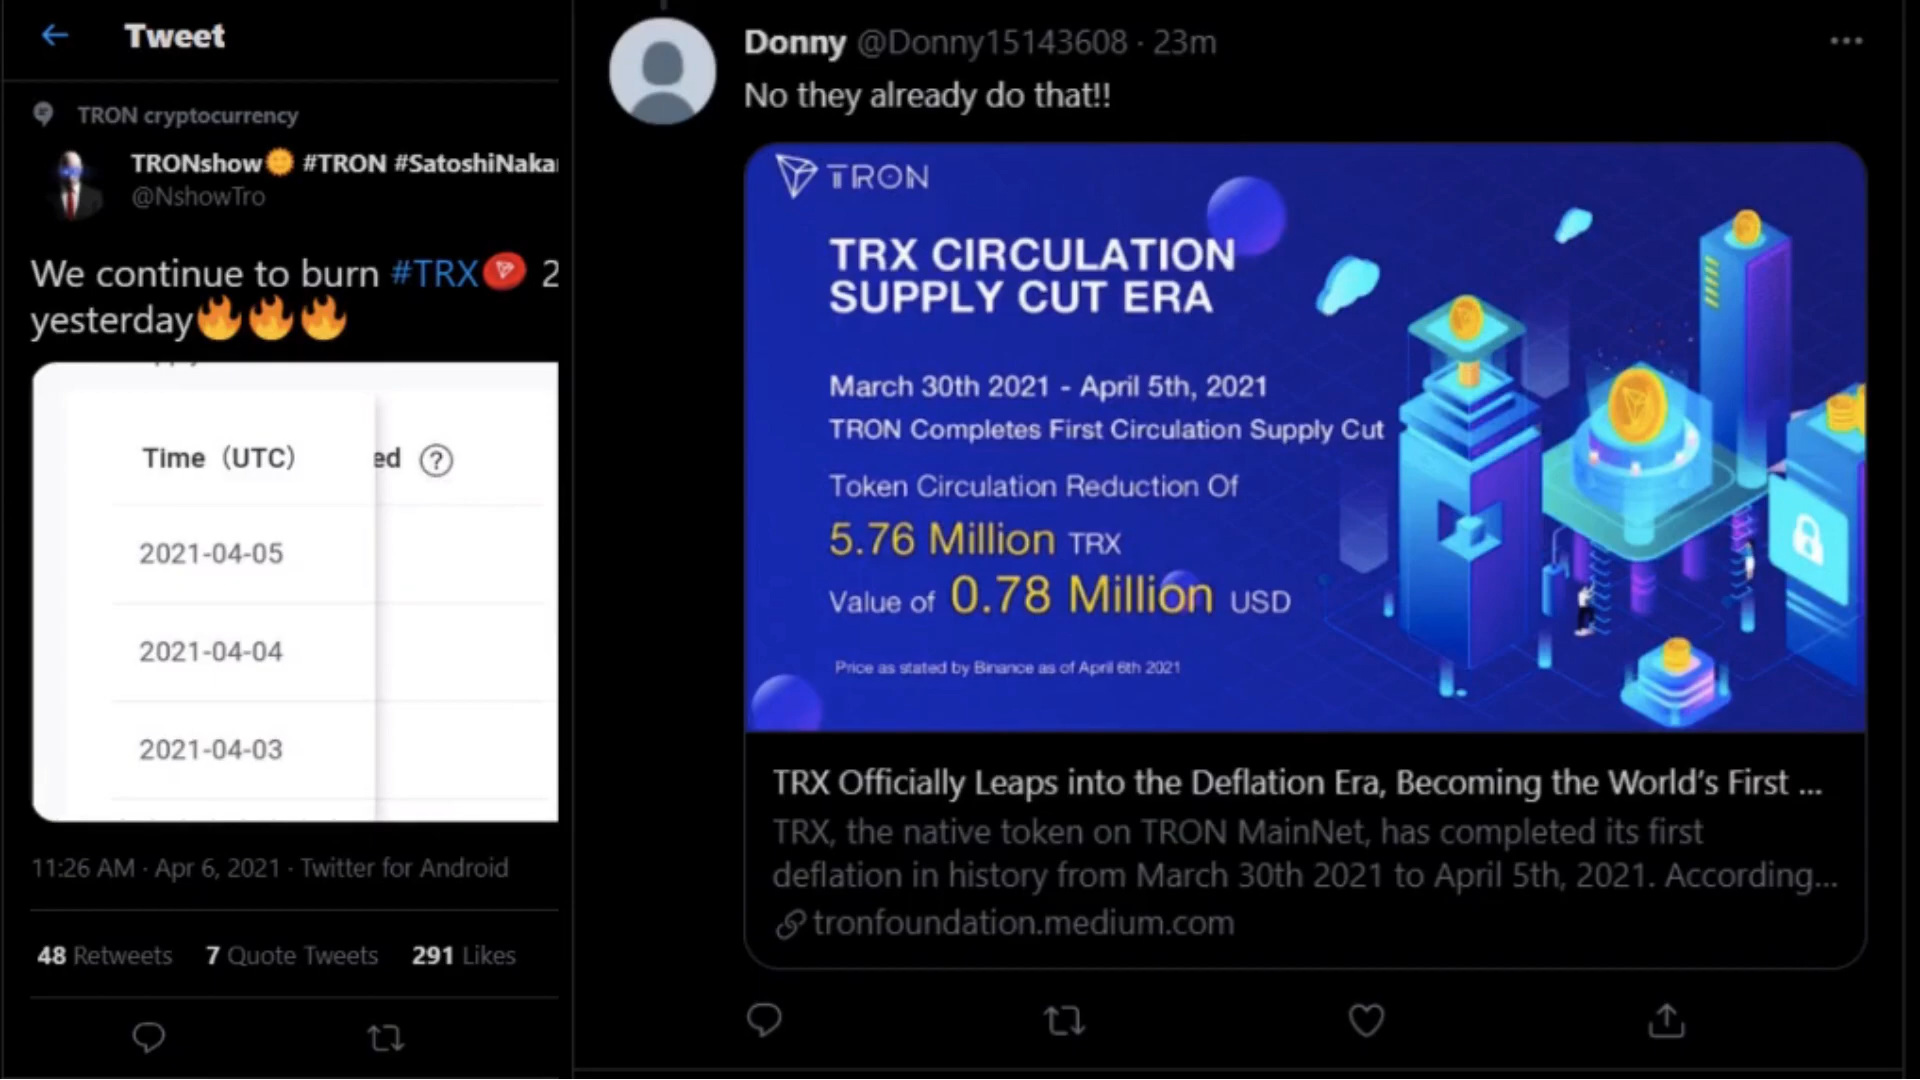 Tweet
TRON cryptocurrency
TRONshow🌞 #TRON #SatoshiNaka
@NshowTro
We continue to burn #TRX 2
yesterday🔥🔥🔥
Time（UTC） ed ?
2021-04-05
2021-04-04
2021-04-03
11:26 AM · Apr 6, 2021 · Twitter for Android
48 Retweets 7 Quote Tweets 291 Likes
Donny @Donny15143608 · 23m
No they already do that!!
TRON
TRX CIRCULATION
SUPPLY CUT ERA
March 30th 2021 - April 5th, 2021
TRON Completes First Circulation Supply Cut
Token Circulation Reduction Of
5.76 Million TRX
Value of 0.78 Million USD
Price as stated by Binance as of April 6th 2021
TRX Officially Leaps into the Deflation Era, Becoming the World’s First ...
TRX, the native token on TRON MainNet, has completed its first
deflation in history from March 30th 2021 to April 5th, 2021. According...
tronfoundation.medium.com